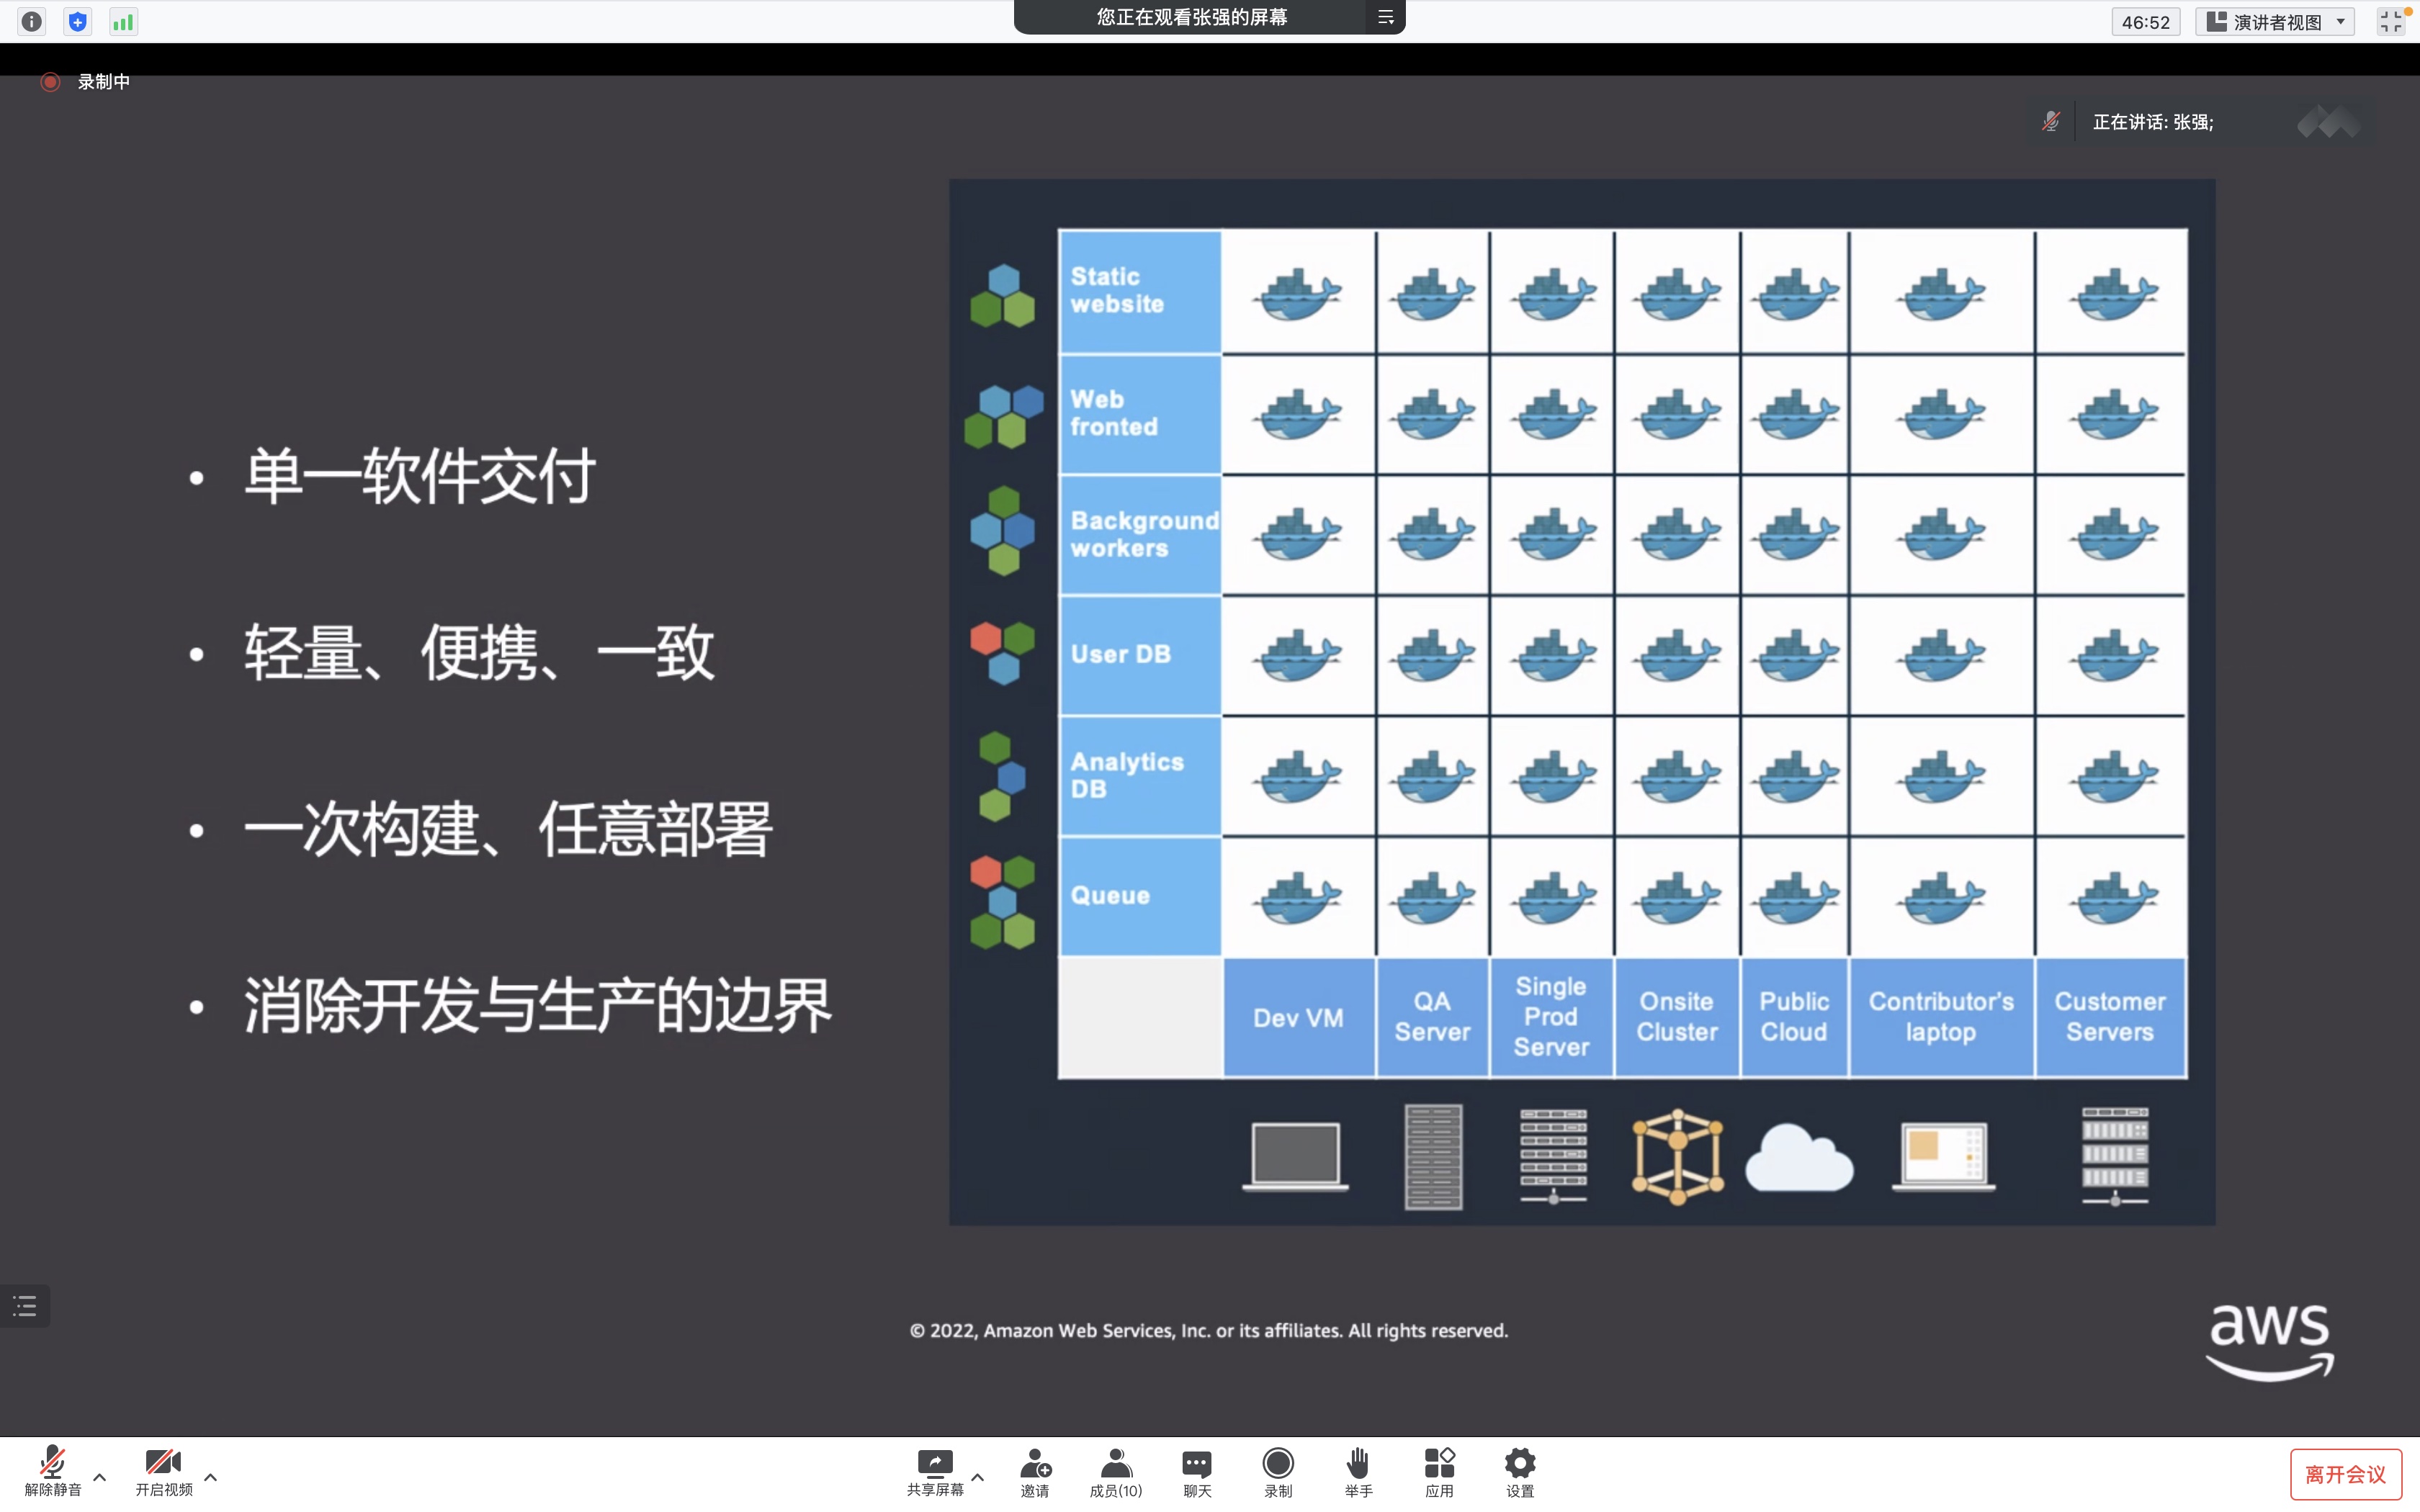 您正在观看张强的屏幕
46:52
演讲者视图
录制中
正在讲话: 张强;
• 单一软件交付
• 轻量、便携、一致
• 一次构建、任意部署
• 消除开发与生产的边界
Static
website
Web
fronted
Background
workers
User DB
Analytics
DB
Queue
Dev VM
QA
Server
Single
Prod
Server
Onsite
Cluster
Public
Cloud
Contributor's
laptop
Customer
Servers
© 2022, Amazon Web Services, Inc. or its affiliates. All rights reserved.
aws
解除静音
开启视频
共享屏幕
邀请
成员(10)
聊天
录制
举手
应用
设置
离开会议